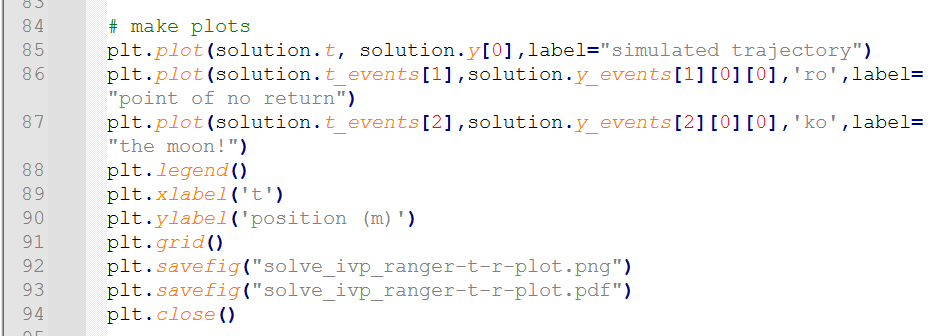 83
84 # make plots
85 plt.plot(solution.t, solution.y[0],label="simulated trajectory")
86 plt.plot(solution.t_events[1],solution.y_events[1][0][0],'ro',label=
"point of no return")
87 plt.plot(solution.t_events[2],solution.y_events[2][0][0],'ko',label=
"the moon!")
88 plt.legend()
89 plt.xlabel('t')
90 plt.ylabel('position (m)')
91 plt.grid()
92 plt.savefig("solve_ivp_ranger-t-r-plot.png")
93 plt.savefig("solve_ivp_ranger-t-r-plot.pdf")
94 plt.close()
95